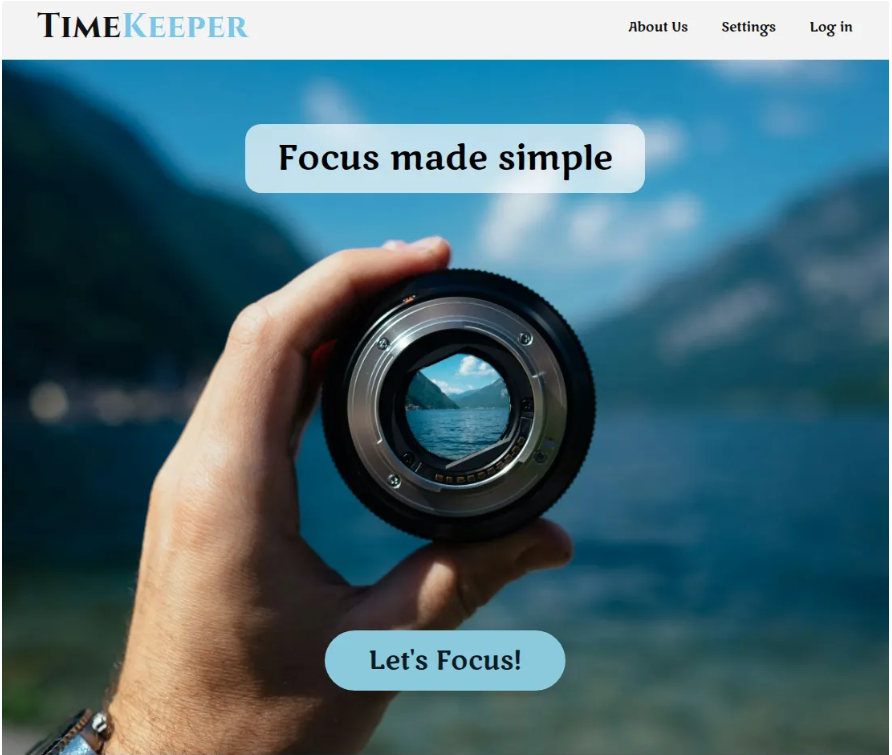 TIMEKEEPER About Us Settings Log in
Focus made simple
Let's Focus!